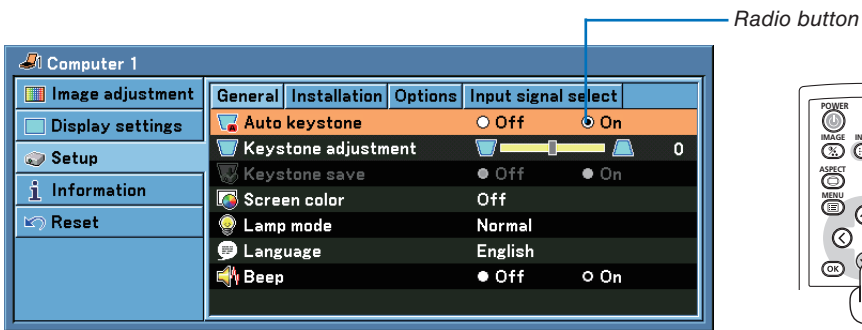 Radio button
Computer 1
Image adjustment
Display settings
Setup
Information
Reset
General Installation Options Input signal select
Auto keystone Off On
Keystone adjustment 0
Keystone save Off On
Screen color Off
Lamp mode Normal
Language English
Beep Off On
POWER
IMAGE
ASPECT
MENU
OK